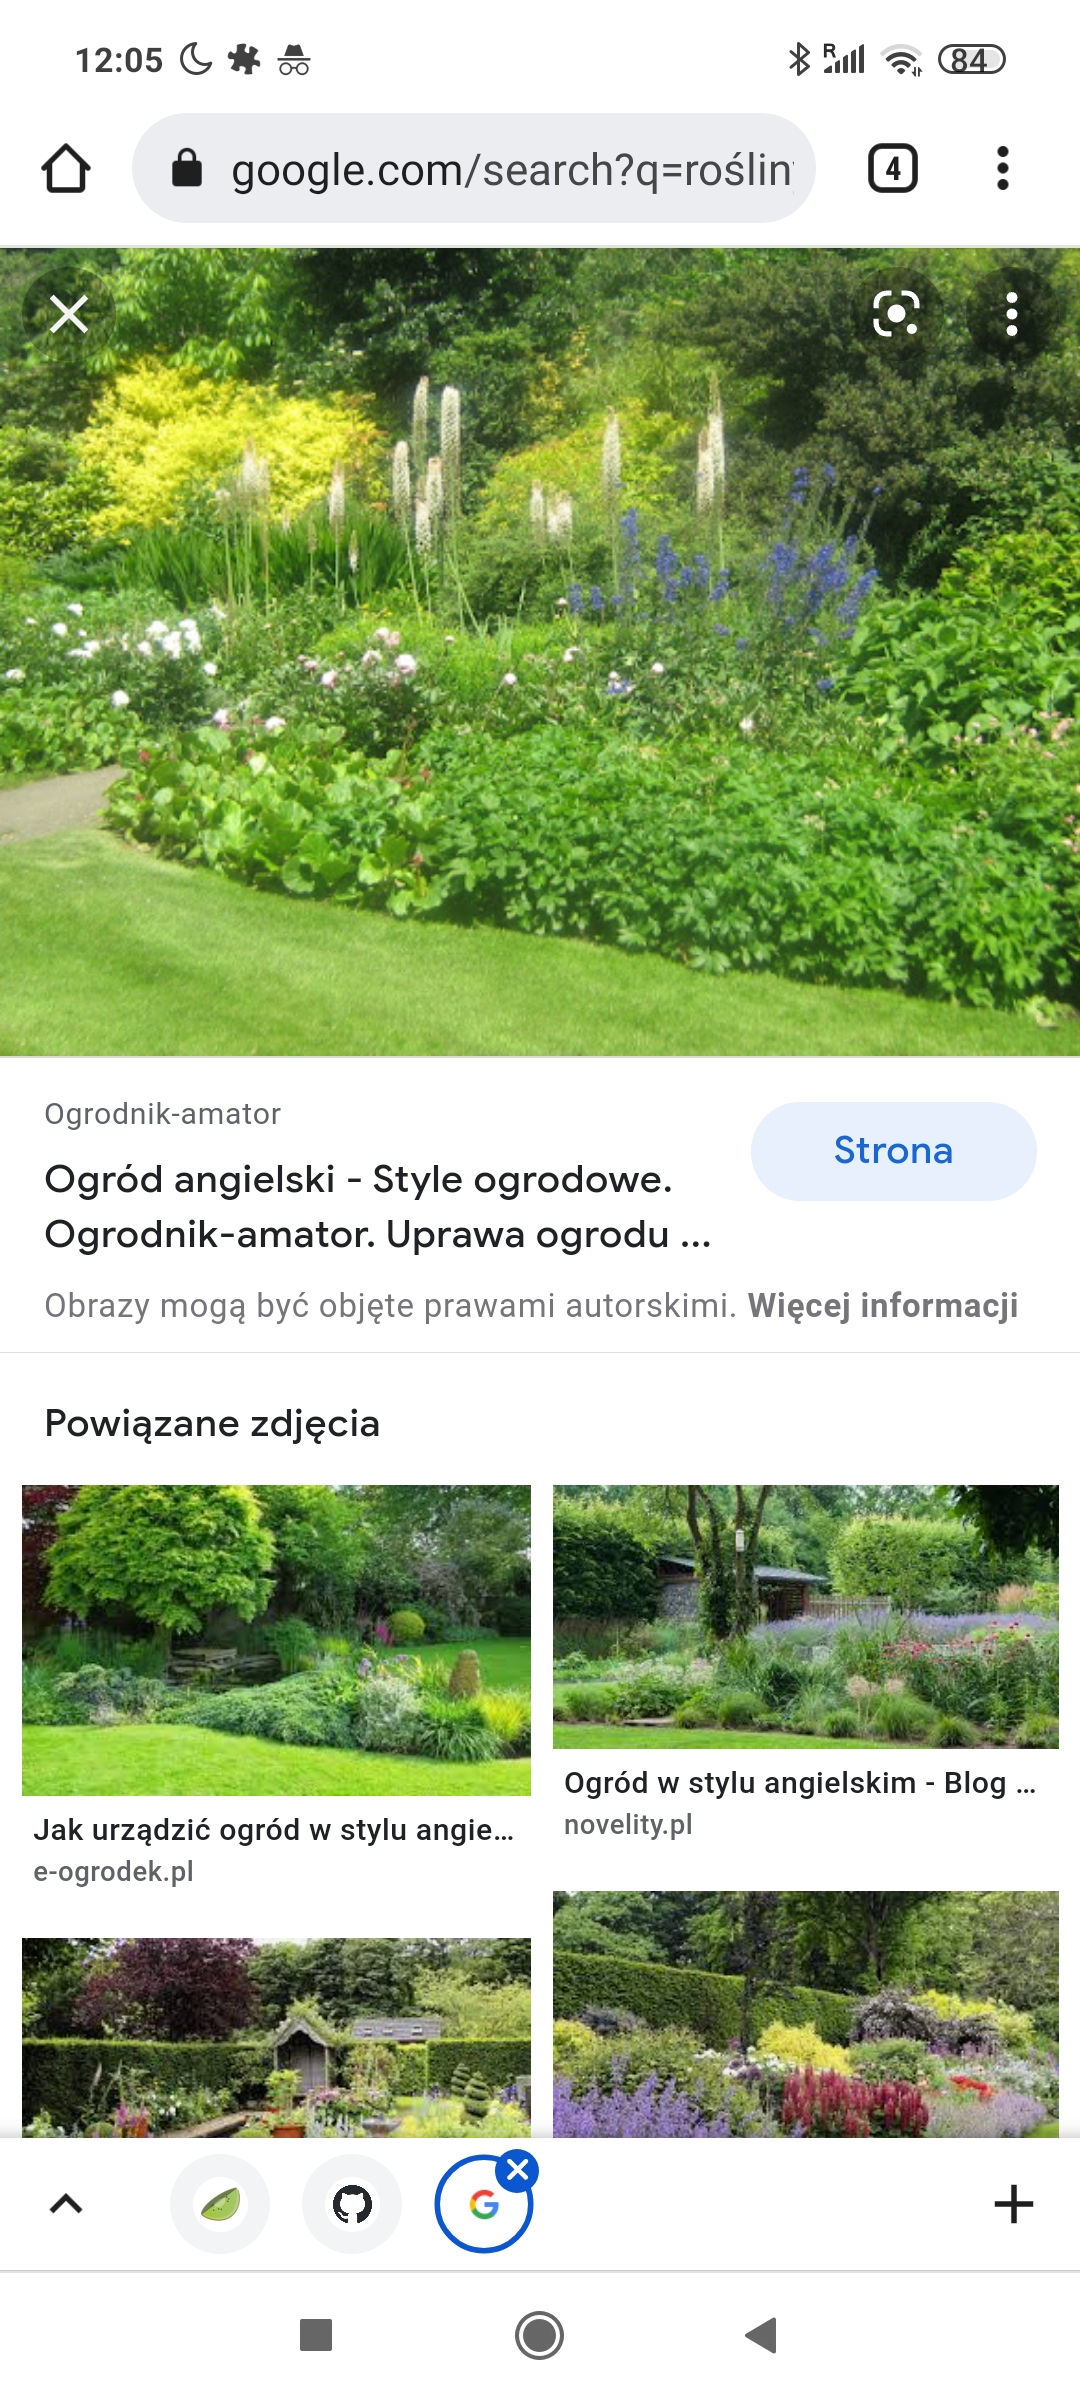 12:05
R
84
google.com/search?q=rośliny
4
Ogrodnik-amator
Strona
Ogród angielski - Style ogrodowe.
Ogrodnik-amator. Uprawa ogrodu ...
Obrazy mogą być objęte prawami autorskimi. Więcej informacji
Powiązane zdjęcia
Jak urządzić ogród w stylu angie...
e-ogrodek.pl
Ogród w stylu angielskim - Blog ...
novelity.pl